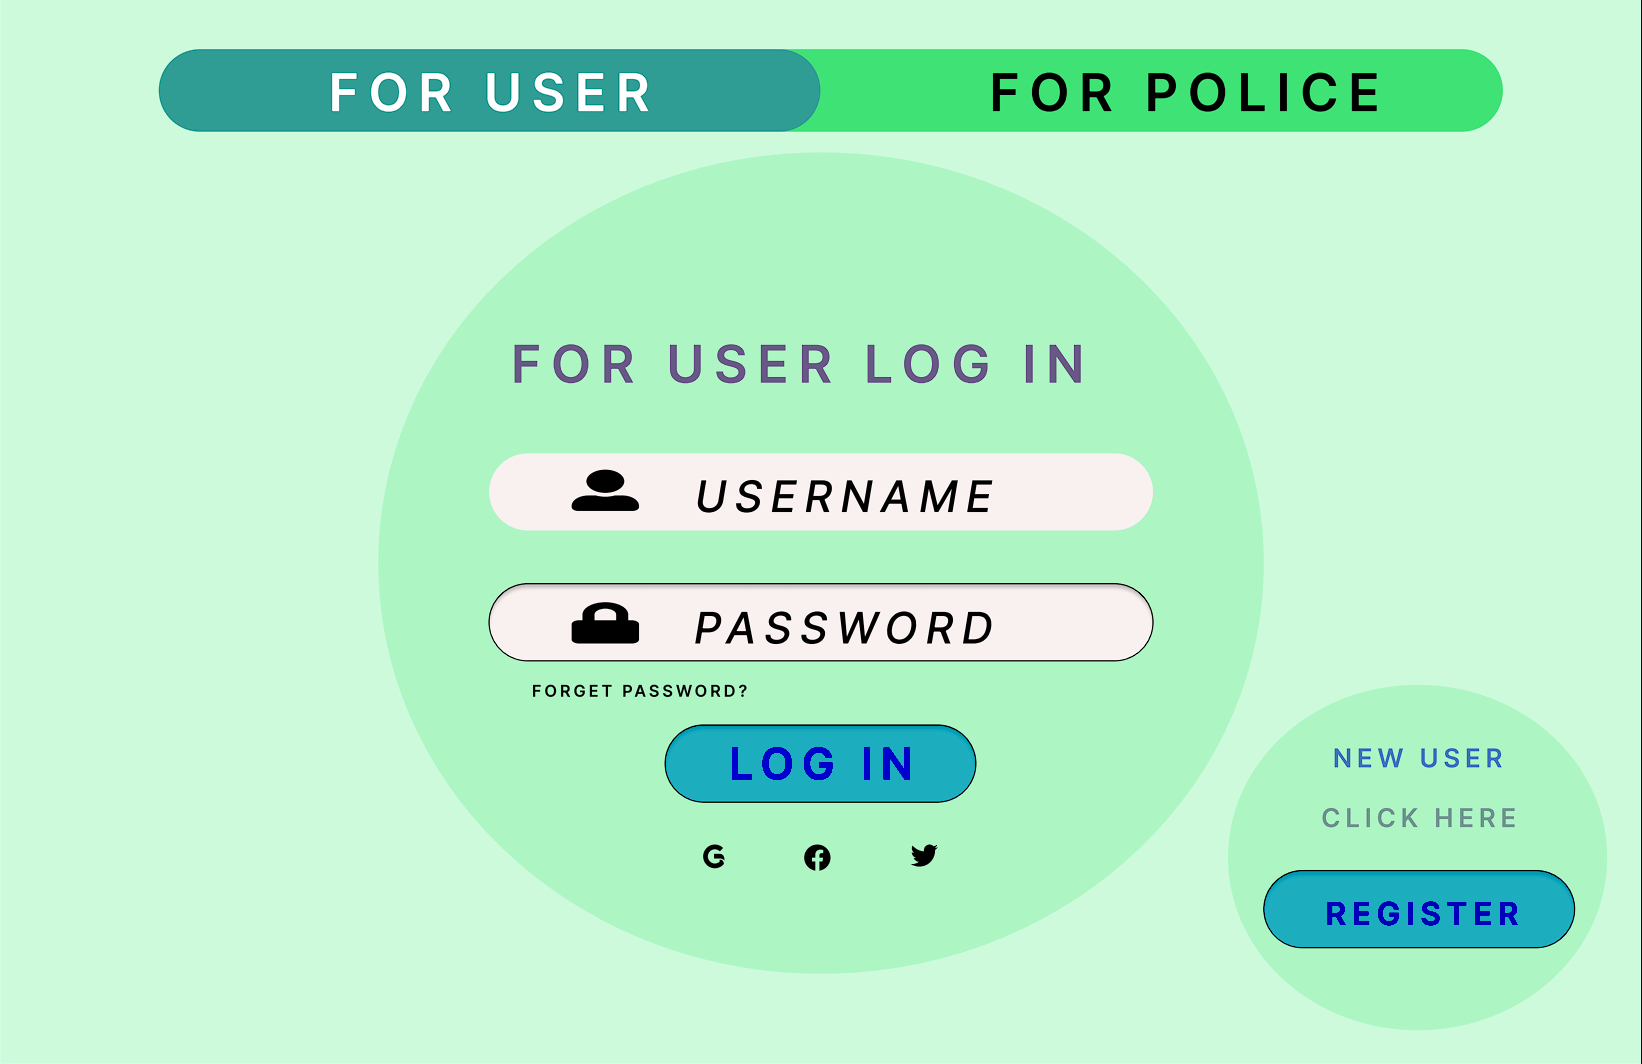 FOR USER
FOR POLICE
FOR USER LOG IN
USERNAME
PASSWORD
FORGET PASSWORD?
LOG IN
NEW USER
CLICK HERE
REGISTER